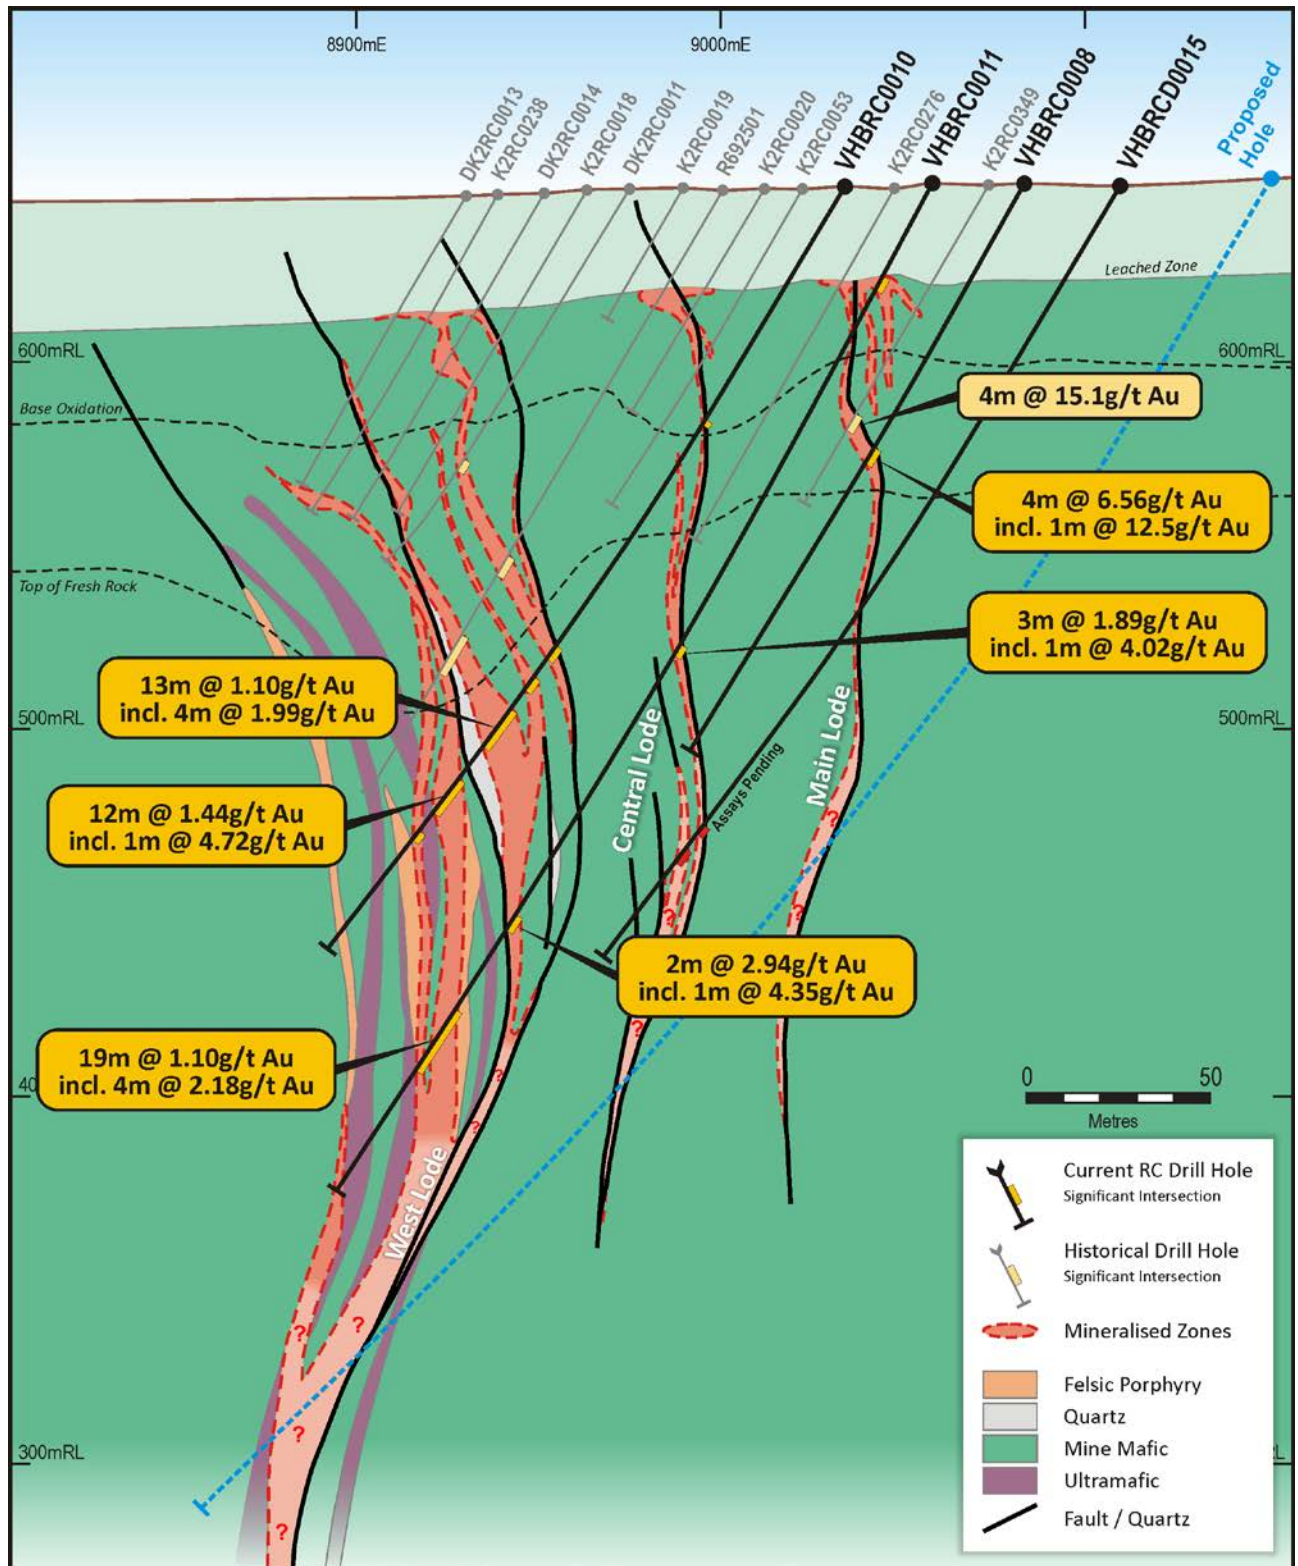 8900mE
9000mE
DK2RC0013
K2RC0238
DK2RC0014
K2RC0018
DK2RC0011
K2RC0019
R692501
K2RC0020
K2RC0053
VHBRC0010
K2RC0276
VHBRC0011
K2RC0349
VHBRC0008
VHBRCD0015
Proposed
Hole
Leached Zone
600mRL
600mRL
4m @ 15.1g/t Au
Base Oxidation
4m @ 6.56g/t Au
incl. 1m @ 12.5g/t Au
Top of Fresh Rock
3m @ 1.89g/t Au
incl. 1m @ 4.02g/t Au
13m @ 1.10g/t Au
incl. 4m @ 1.99g/t Au
500mRL
500mRL
Central Lode
Assays Pending
Main Lode
12m @ 1.44g/t Au
incl. 1m @ 4.72g/t Au
?
?
?
2m @ 2.94g/t Au
incl. 1m @ 4.35g/t Au
?
19m @ 1.10g/t Au
incl. 4m @ 2.18g/t Au
?
?
40
0 50
Metres
West Lode
Current RC Drill Hole
Significant Intersection
Historical Drill Hole
Significant Intersection
Mineralised Zones
Felsic Porphyry
Quartz
Mine Mafic
Ultramafic
Fault / Quartz
?
?
?
300mRL
RL
?